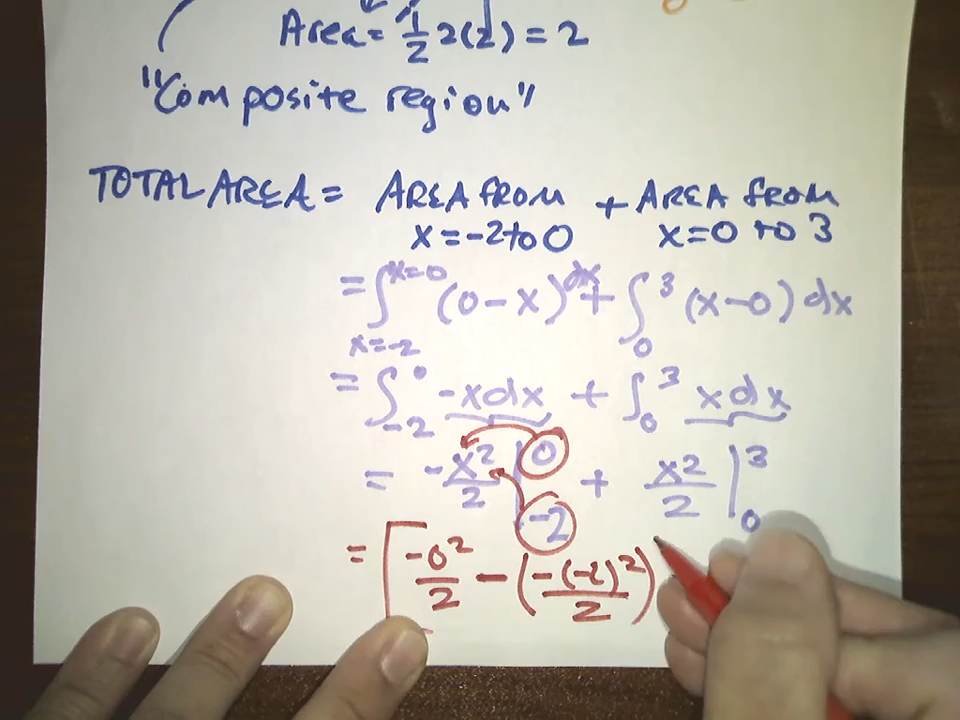 Area = 1/2 2(2) = 2
"Composite region"
TOTAL AREA = AREA FROM + AREA FROM
x = -2 to 0 x = 0 to 3
= ∫_{x=-2}^{x=0} (0 - x) dx + ∫_0^3 (x - 0) dx
= ∫_{-2}^0 -x dx + ∫_0^3 x dx
= -x²/2 |_{-2}^0 + x²/2 |_0^3
= [ -0²/2 - (-(-2)²/2)